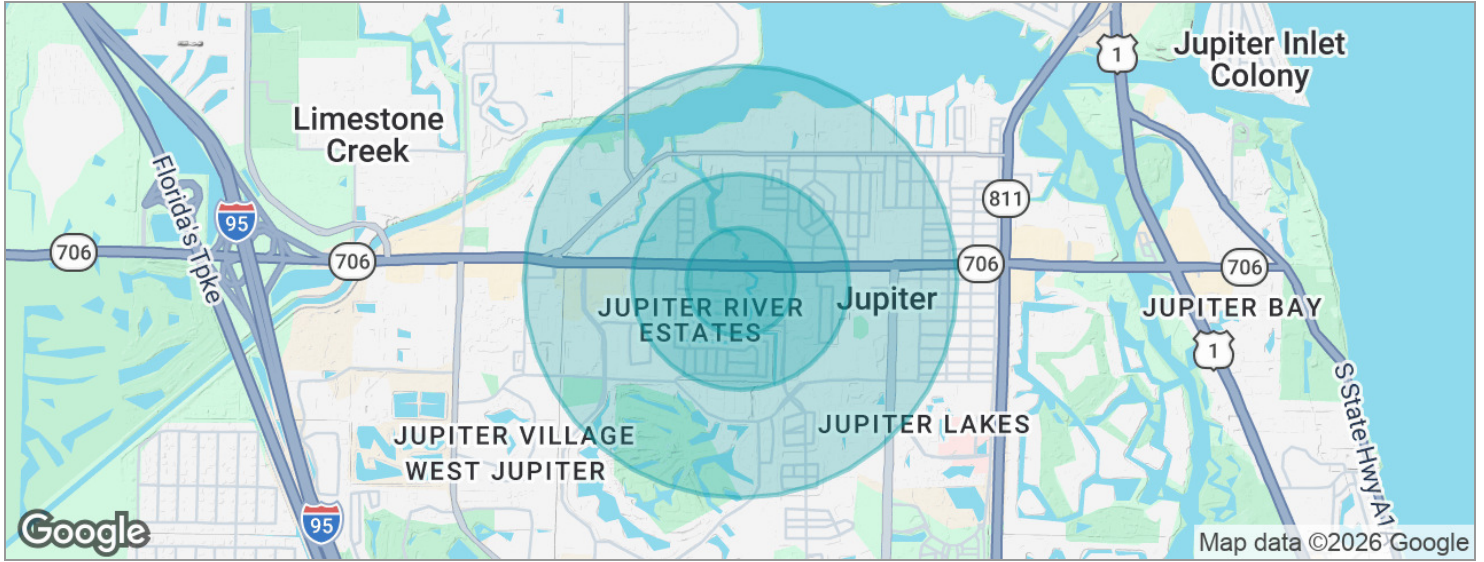 Jupiter Inlet
Colony
1
Limestone
Creek
Florida's Tpke
95
811
706
706
706
706
JUPITER RIVER
ESTATES
Jupiter
JUPITER BAY
1
S State Hwy A1
JUPITER VILLAGE
JUPITER LAKES
WEST JUPITER
95
Google
Map data ©2026 Google